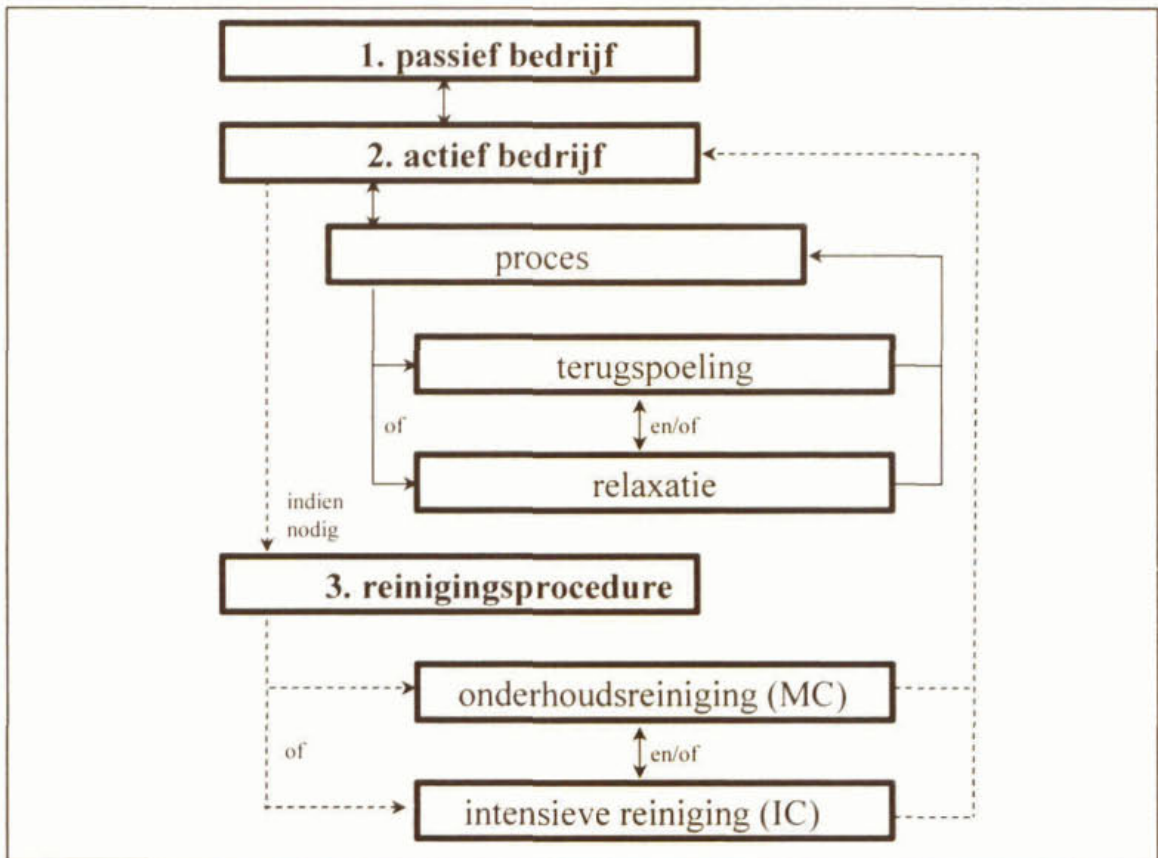 1. passief bedrijf
2. actief bedrijf
proces
terugspoeling
of
en/of
relaxatie
indien
nodig
3. reinigingsprocedure
onderhoudsreiniging (MC)
of
en/of
intensieve reiniging (IC)